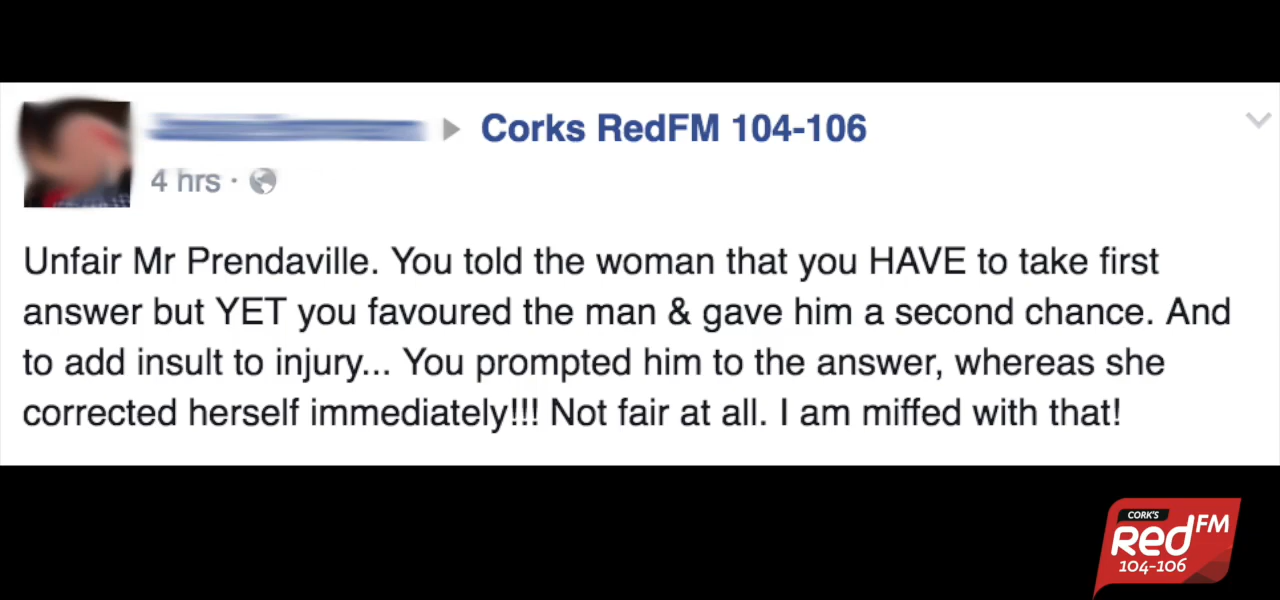 Corks RedFM 104-106
4 hrs ·
Unfair Mr Prendaville. You told the woman that you HAVE to take first
answer but YET you favoured the man & gave him a second chance. And
to add insult to injury... You prompted him to the answer, whereas she
corrected herself immediately!!! Not fair at all. I am miffed with that!
CORK'S
Red FM
104-106